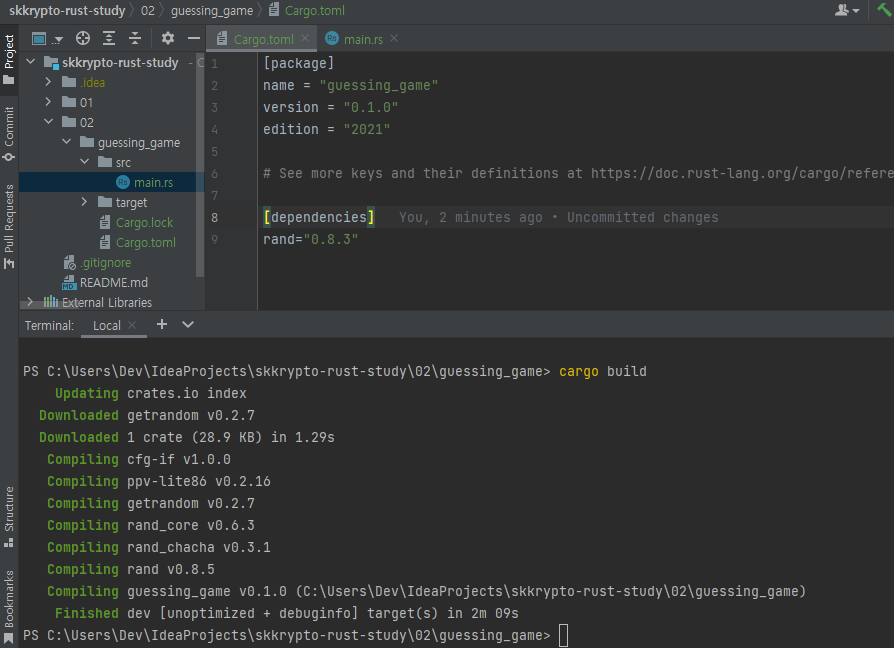 skkrypto-rust-study 02 guessing_game Cargo.toml
Project
Commit
Pull Requests
Structure
Bookmarks
skkrypto-rust-study
.idea
01
02
guessing_game
src
main.rs
target
Cargo.lock
Cargo.toml
.gitignore
README.md
External Libraries
Cargo.toml main.rs
1 [package]
2 name = "guessing_game"
3 version = "0.1.0"
4 edition = "2021"
5
6 # See more keys and their definitions at https://doc.rust-lang.org/cargo/refere
7
8 [dependencies] You, 2 minutes ago • Uncommitted changes
9 rand="0.8.3"
Terminal: Local
PS C:\Users\Dev\IdeaProjects\skkrypto-rust-study\02\guessing_game> cargo build
Updating crates.io index
Downloaded getrandom v0.2.7
Downloaded 1 crate (28.9 KB) in 1.29s
Compiling cfg-if v1.0.0
Compiling ppv-lite86 v0.2.16
Compiling getrandom v0.2.7
Compiling rand_core v0.6.3
Compiling rand_chacha v0.3.1
Compiling rand v0.8.5
Compiling guessing_game v0.1.0 (C:\Users\Dev\IdeaProjects\skkrypto-rust-study\02\guessing_game)
Finished dev [unoptimized + debuginfo] target(s) in 2m 09s
PS C:\Users\Dev\IdeaProjects\skkrypto-rust-study\02\guessing_game>